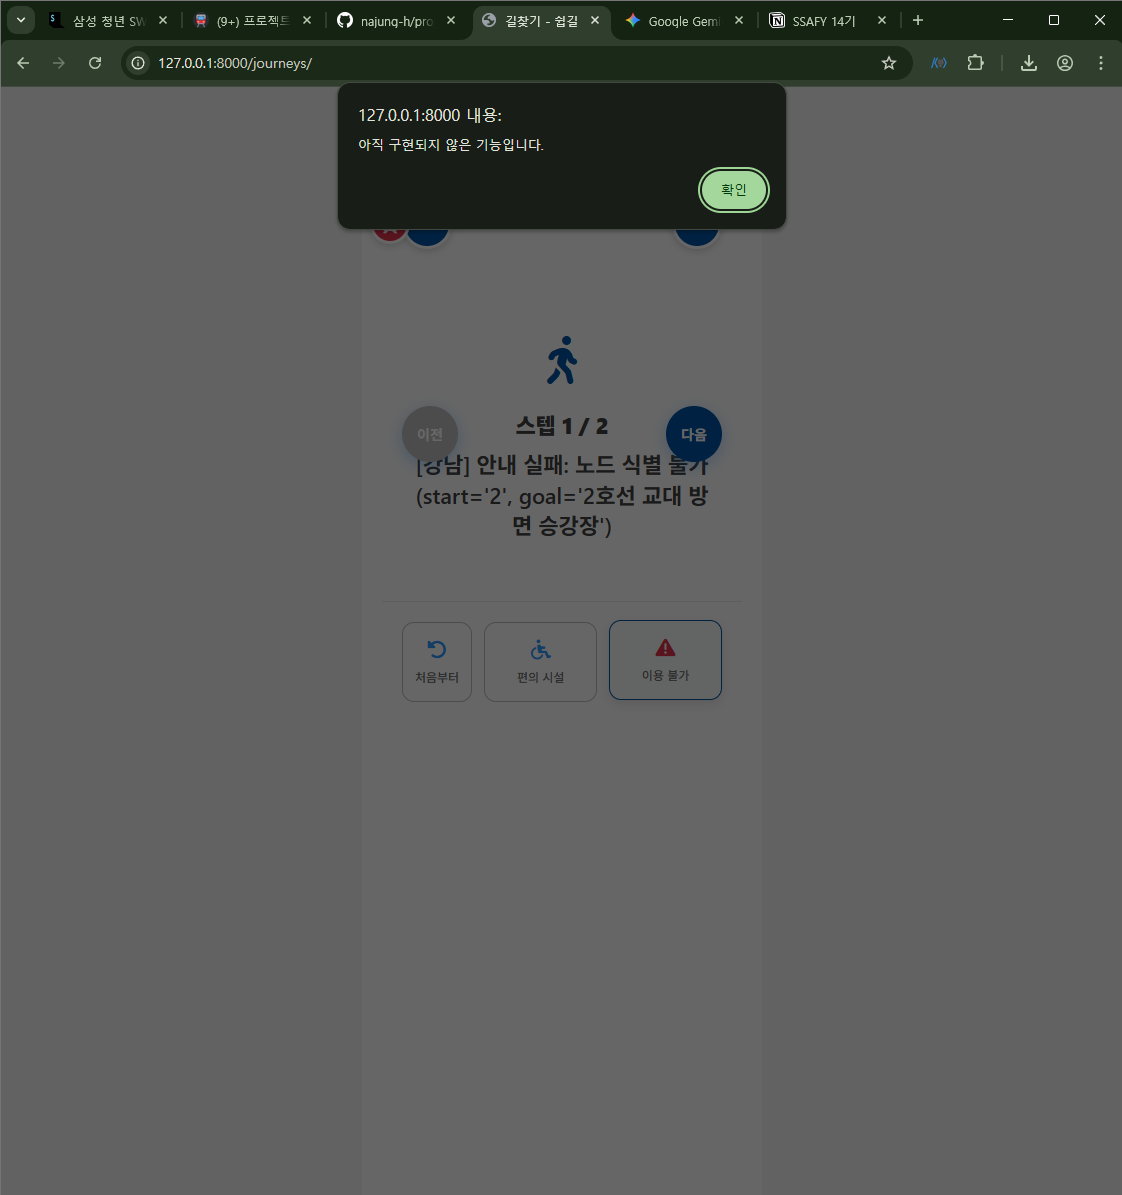 삼성 청년 SW
(9+) 프로젝트
najung-h/pro
길찾기 - 쉽길
Google Gemi
SSAFY 14기
127.0.0.1:8000/journeys/
127.0.0.1:8000 내용:
아직 구현되지 않은 기능입니다.
확인
이전
스텝 1 / 2
다음
[강남] 안내 실패: 노드 식별 불가
(start='2', goal='2호선 교대 방
면 승강장')
처음부터
편의 시설
이용 불가